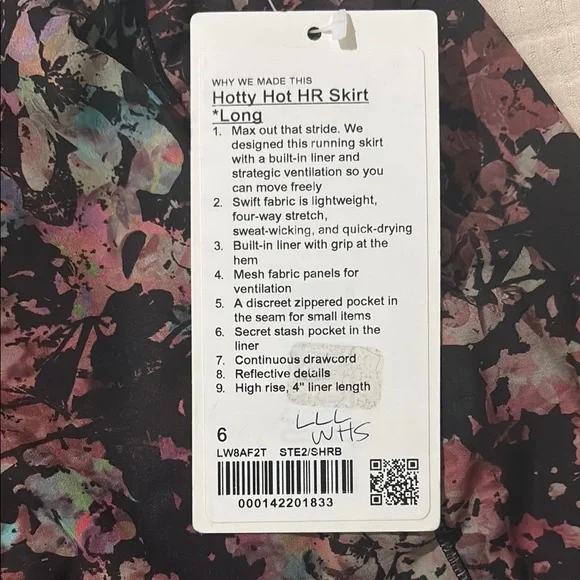 WHY WE MADE THIS
Hotty Hot HR Skirt
*Long
1. Max out that stride. We
designed this running skirt
with a built-in liner and
strategic ventilation so you
can move freely
2. Swift fabric is lightweight,
four-way stretch,
sweat-wicking, and quick-drying
3. Built-in liner with grip at the
hem
4. Mesh fabric panels for
ventilation
5. A discreet zippered pocket in
the seam for small items
6. Secret stash pocket in the
liner
7. Continuous drawcord
8. Reflective details
9. High rise, 4" liner length
LLL
WHS
6
LW8AF2T STE2/SHRB
000142201833